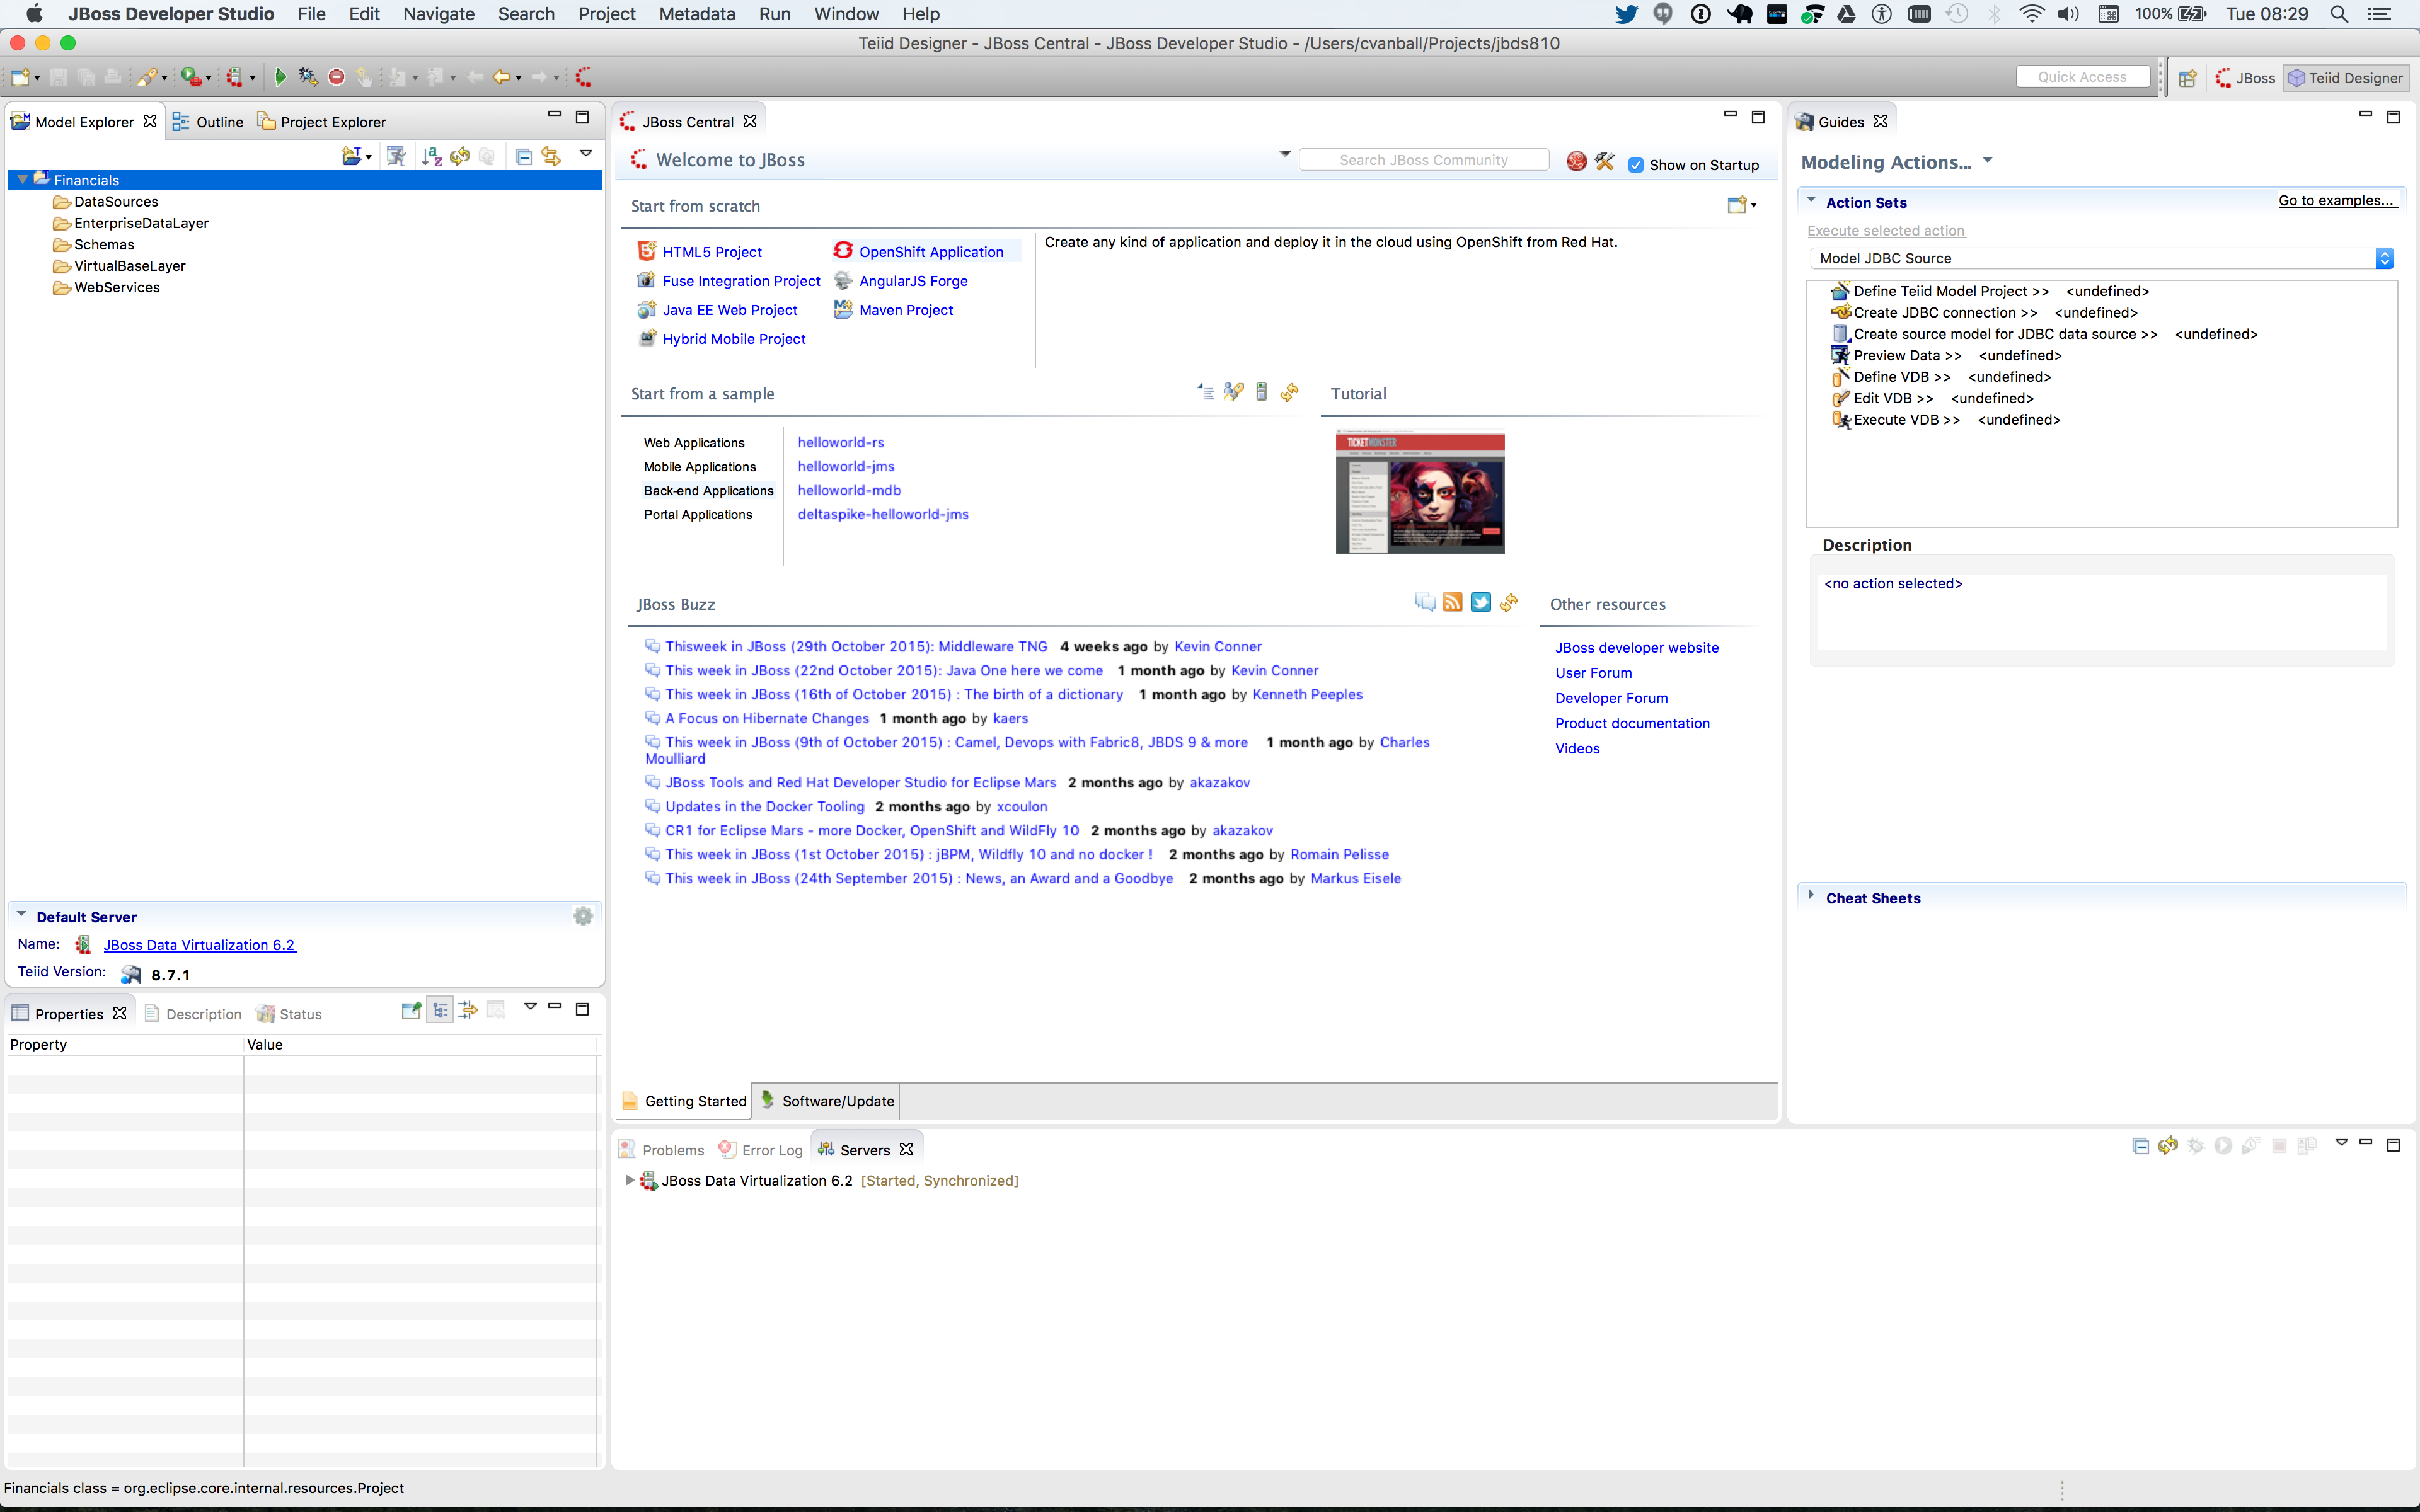 JBoss Developer Studio File Edit Navigate Search Project Metadata Run Window Help 100% Tue 08:29
Teiid Designer - JBoss Central - JBoss Developer Studio - /Users/cvanball/Projects/jbds810
Quick Access JBoss Teiid Designer
Model Explorer Outline Project Explorer
Financials
DataSources
EnterpriseDataLayer
Schemas
VirtualBaseLayer
WebServices
Default Server
Name: JBoss Data Virtualization 6.2
Teiid Version: 8.7.1
Properties Description Status
Property Value
JBoss Central
Welcome to JBoss Search JBoss Community Show on Startup
Start from scratch
HTML5 Project OpenShift Application
Fuse Integration Project AngularJS Forge
Java EE Web Project Maven Project
Hybrid Mobile Project
Create any kind of application and deploy it in the cloud using OpenShift from Red Hat.
Start from a sample
Web Applications
Mobile Applications
Back-end Applications
Portal Applications
helloworld-rs
helloworld-jms
helloworld-mdb
deltaspike-helloworld-jms
Tutorial
TICKETMONSTER
JBoss Buzz
Thisweek in JBoss (29th October 2015): Middleware TNG 4 weeks ago by Kevin Conner
This week in JBoss (22nd October 2015): Java One here we come 1 month ago by Kevin Conner
This week in JBoss (16th of October 2015) : The birth of a dictionary 1 month ago by Kenneth Peeples
A Focus on Hibernate Changes 1 month ago by kaers
This week in JBoss (9th of October 2015) : Camel, Devops with Fabric8, JBDS 9 & more 1 month ago by Charles
Moulliard
JBoss Tools and Red Hat Developer Studio for Eclipse Mars 2 months ago by akazakov
Updates in the Docker Tooling 2 months ago by xcoulon
CR1 for Eclipse Mars - more Docker, OpenShift and WildFly 10 2 months ago by akazakov
This week in JBoss (1st October 2015) : jBPM, Wildfly 10 and no docker ! 2 months ago by Romain Pelisse
This week in JBoss (24th September 2015) : News, an Award and a Goodbye 2 months ago by Markus Eisele
Other resources
JBoss developer website
User Forum
Developer Forum
Product documentation
Videos
Getting Started Software/Update
Problems Error Log Servers
JBoss Data Virtualization 6.2 [Started, Synchronized]
Guides
Modeling Actions...
Action Sets Go to examples...
Execute selected action
Model JDBC Source
Define Teiid Model Project >> <undefined>
Create JDBC connection >> <undefined>
Create source model for JDBC data source >> <undefined>
Preview Data >> <undefined>
Define VDB >> <undefined>
Edit VDB >> <undefined>
Execute VDB >> <undefined>
Description
<no action selected>
Cheat Sheets
Financials class = org.eclipse.core.internal.resources.Project